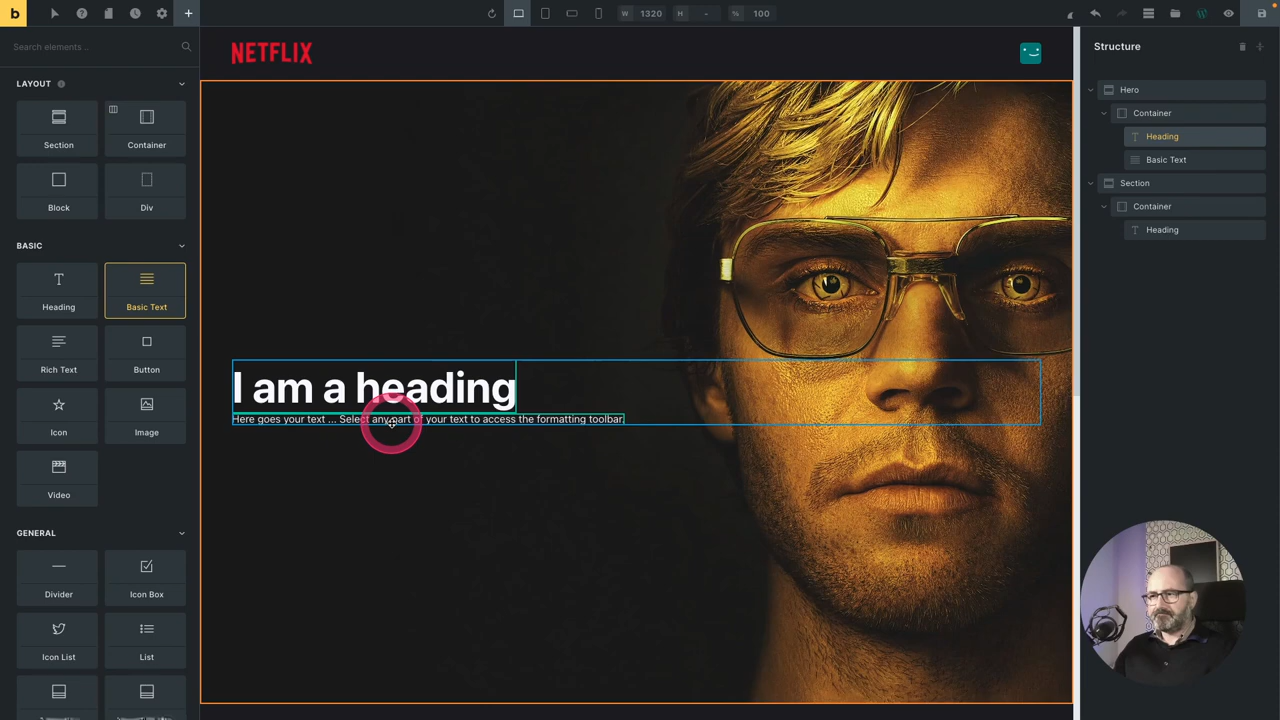 b
W 1320 H - % 100
Search elements ..
LAYOUT
Section
Container
Block
Div
BASIC
Heading
Basic Text
Rich Text
Button
Icon
Image
Video
GENERAL
Divider
Icon Box
Icon List
List
NETFLIX
I am a heading
Here goes your text ... Select any part of your text to access the formatting toolbar.
Structure
Hero
Container
Heading
Basic Text
Section
Container
Heading